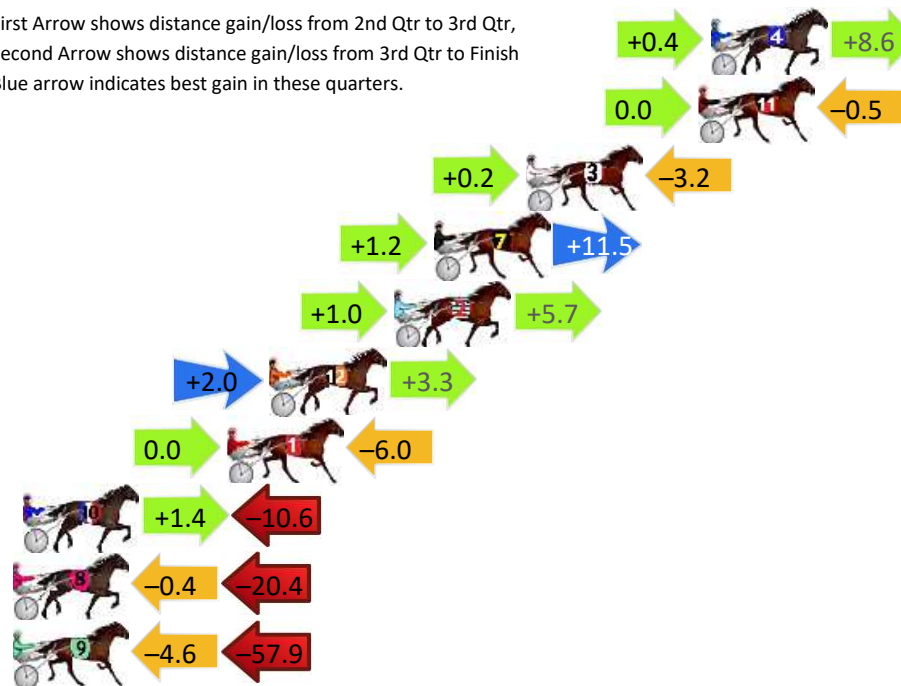 irst Arrow shows distance gain/loss from 2nd Qtr to 3rd Qtr,
econd Arrow shows distance gain/loss from 3rd Qtr to Finish
Blue arrow indicates best gain in these quarters.
+0.4 4 +8.6
0.0 11 –0.5
+0.2 3 –3.2
+1.2 7 +11.5
+1.0 2 +5.7
+2.0 12 +3.3
0.0 1 –6.0
10 +1.4 –10.6
8 –0.4 –20.4
9 –4.6 –57.9